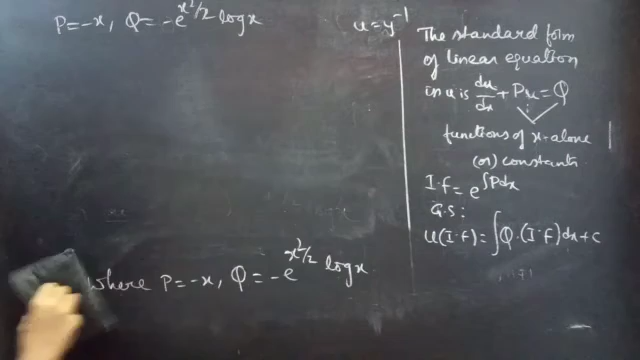 P=-x, Q=-e^{x²/2} log x
u=y⁻¹
where P=-x, Q=-e^{x²/2} log x
The standard form
of linear equation
in u is du/dx + Pu=Q
functions of x-alone
(or) constants
I.f=e^{∫Pdx}
G.S:
u(I.f)=∫Q.(I.f)dx+c